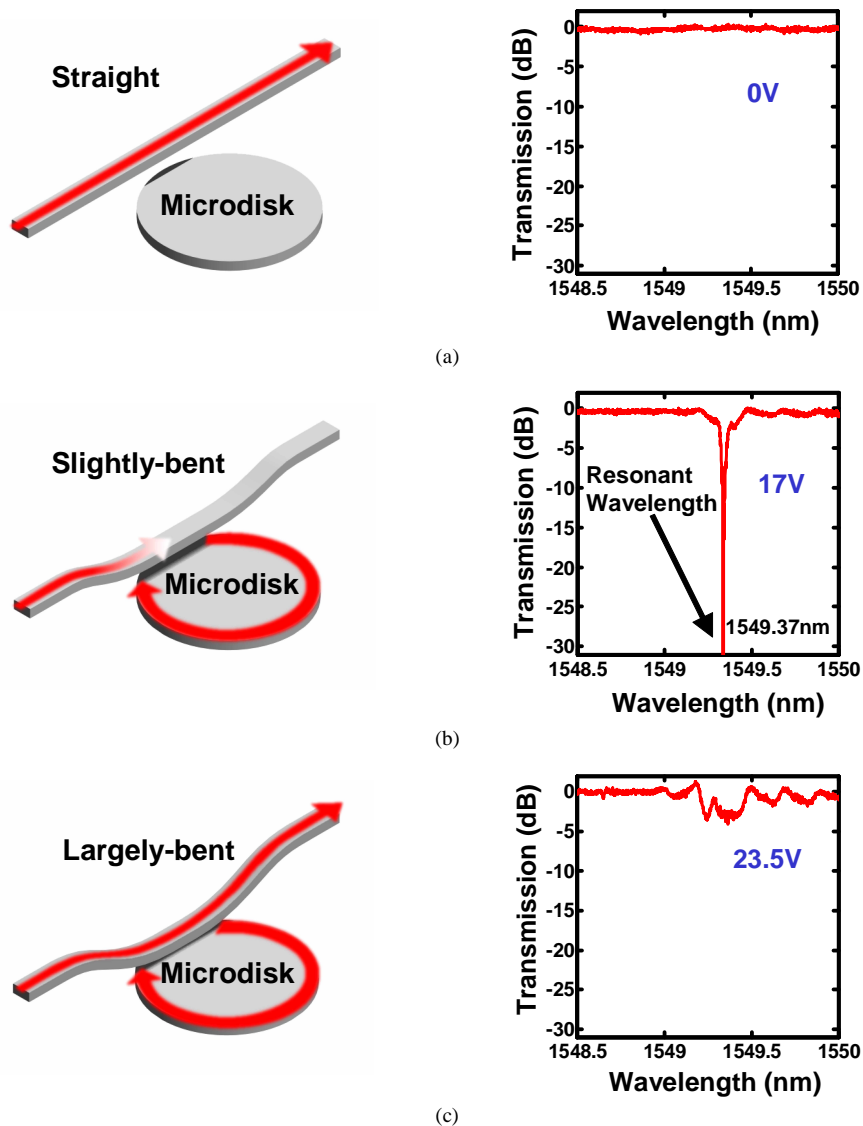 Straight
Microdisk
Transmission (dB)
0
-5
-10
-15
-20
-25
-30
0V
1548.5 1549 1549.5 1550
Wavelength (nm)
(a)
Slightly-bent
Microdisk
Transmission (dB)
0
-5
-10
-15
-20
-25
-30
Resonant
Wavelength
17V
1549.37nm
1548.5 1549 1549.5 1550
Wavelength (nm)
(b)
Largely-bent
Microdisk
Transmission (dB)
0
-5
-10
-15
-20
-25
-30
23.5V
1548.5 1549 1549.5 1550
Wavelength (nm)
(c)